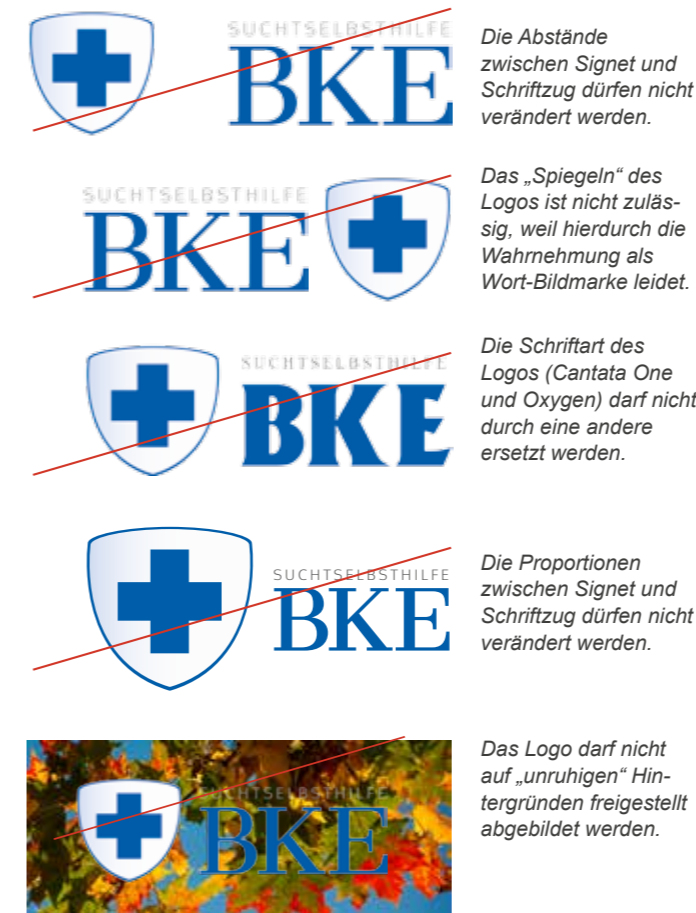 SUCHTSELBSTHILFE
BKE
Die Abstände
zwischen Signet und
Schriftzug dürfen nicht
verändert werden.
SUCHTSELBSTHILFE
BKE
Das „Spiegeln“ des
Logos ist nicht zuläs-
sig, weil hierdurch die
Wahrnehmung als
Wort-Bildmarke leidet.
SUCHTSELBSTHILFE
BKE
Die Schriftart des
Logos (Cantata One
und Oxygen) darf nicht
durch eine andere
ersetzt werden.
SUCHTSELBSTHILFE
BKE
Die Proportionen
zwischen Signet und
Schriftzug dürfen nicht
verändert werden.
SUCHTSELBSTHILFE
BKE
Das Logo darf nicht
auf „unruhigen“ Hin-
tergründen freigestellt
abgebildet werden.